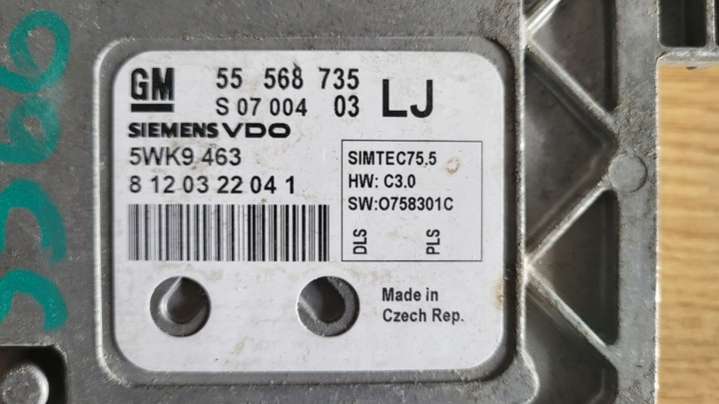 GM 55 568 735 LJ
S 07 004 03
SIEMENS VDO
5WK9 463
8 12 03 22 04 1
SIMTEC75.5
HW: C3.0
SW:O758301C
DLS PLS
Made in
Czech Rep.